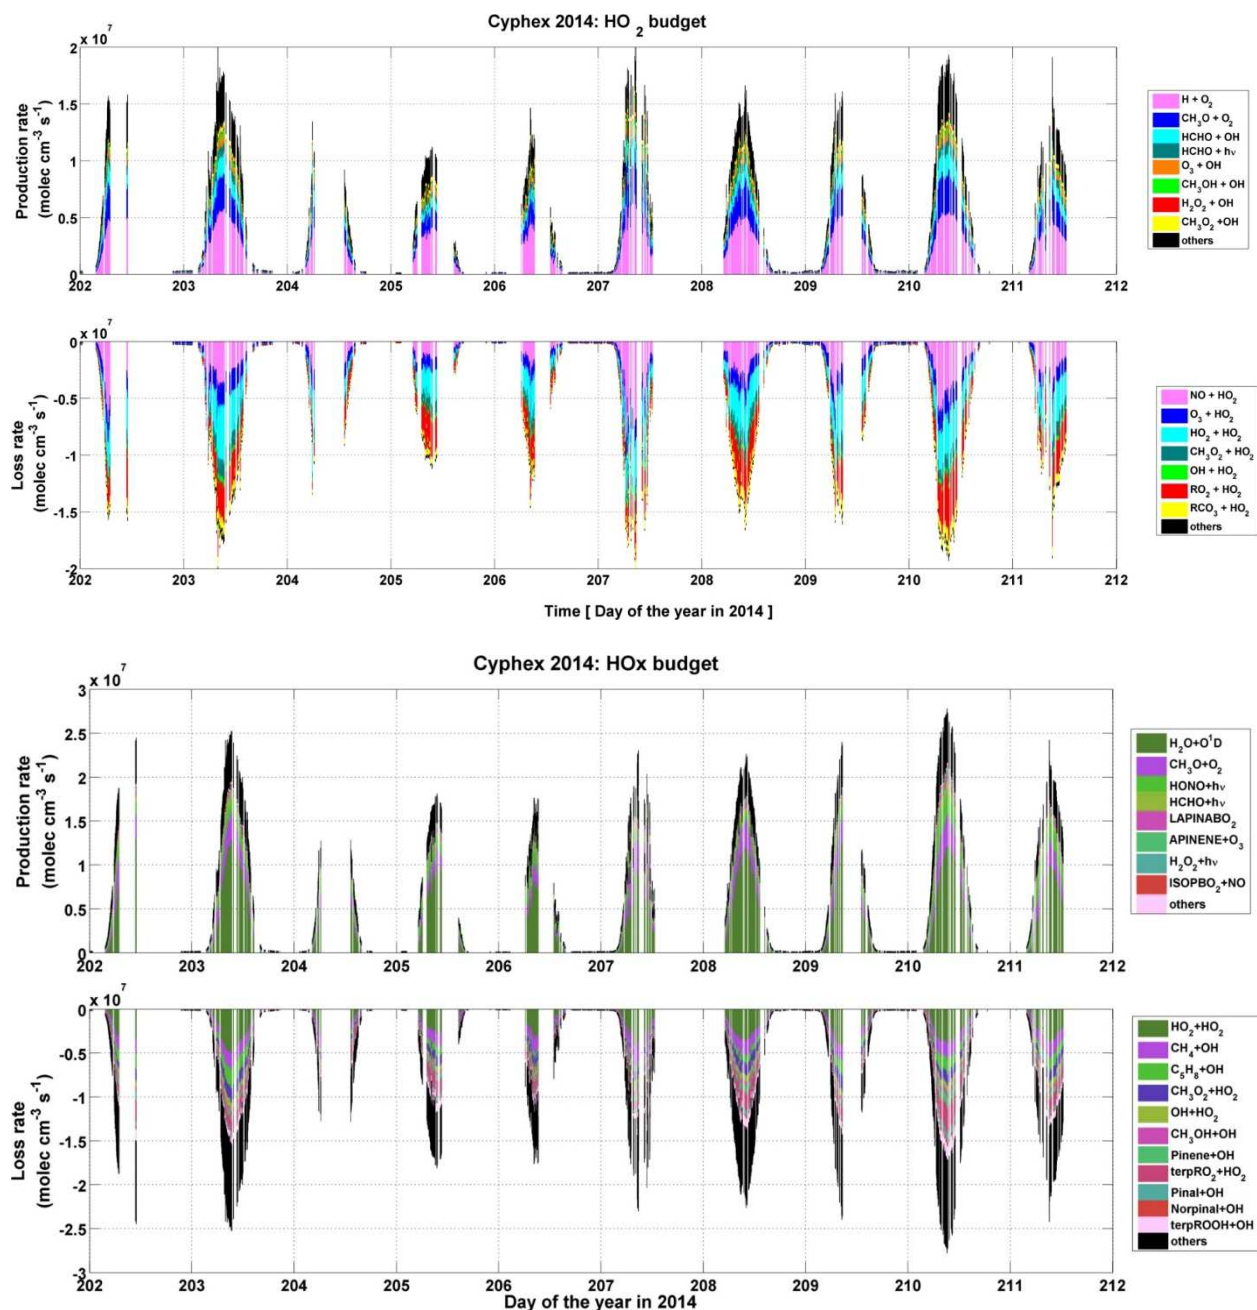 Cyphex 2014: HO2 budget
x 10^7
2
1.5
1
0.5
0
Production rate
(molec cm⁻³ s⁻¹)
202 203 204 205 206 207 208 209 210 211 212
H + O2
CH3O + O2
HCHO + OH
HCHO + hν
O3 + OH
CH3OH + OH
H2O2 + OH
CH3O2 +OH
others
x 10^7
0
-0.5
-1
-1.5
-2
Loss rate
(molec cm⁻³ s⁻¹)
202 203 204 205 206 207 208 209 210 211 212
Time [ Day of the year in 2014 ]
NO + HO2
O3 + HO2
HO2 + HO2
CH3O2 + HO2
OH + HO2
RO2 + HO2
RCO3 + HO2
others
Cyphex 2014: HOx budget
x 10^7
3
2.5
2
1.5
1
0.5
0
Production rate
(molec cm⁻³ s⁻¹)
202 203 204 205 206 207 208 209 210 211 212
H2O+O¹D
CH3O+O2
HONO+hν
HCHO+hν
LAPINABO2
APINENE+O3
H2O2+hν
ISOPBO2+NO
others
x 10^7
0
-0.5
-1
-1.5
-2
-2.5
-3
Loss rate
(molec cm⁻³ s⁻¹)
202 203 204 205 206 207 208 209 210 211 212
Day of the year in 2014
HO2+HO2
CH4+OH
C5H8+OH
CH3O2+HO2
OH+HO2
CH3OH+OH
Pinene+OH
terpRO2+HO2
Pinal+OH
Norpinal+OH
terpROOH+OH
others